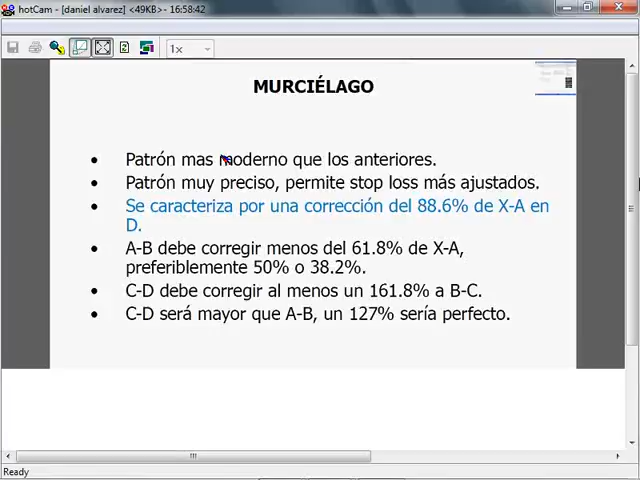 hotCam - [daniel alvarez] <49KB> - 16:58:42
2
1x
MURCIÉLAGO
• Patrón mas moderno que los anteriores.
• Patrón muy preciso, permite stop loss más ajustados.
• Se caracteriza por una corrección del 88.6% de X-A en
D.
• A-B debe corregir menos del 61.8% de X-A,
preferiblemente 50% o 38.2%.
• C-D debe corregir al menos un 161.8% a B-C.
• C-D será mayor que A-B, un 127% sería perfecto.
Ready